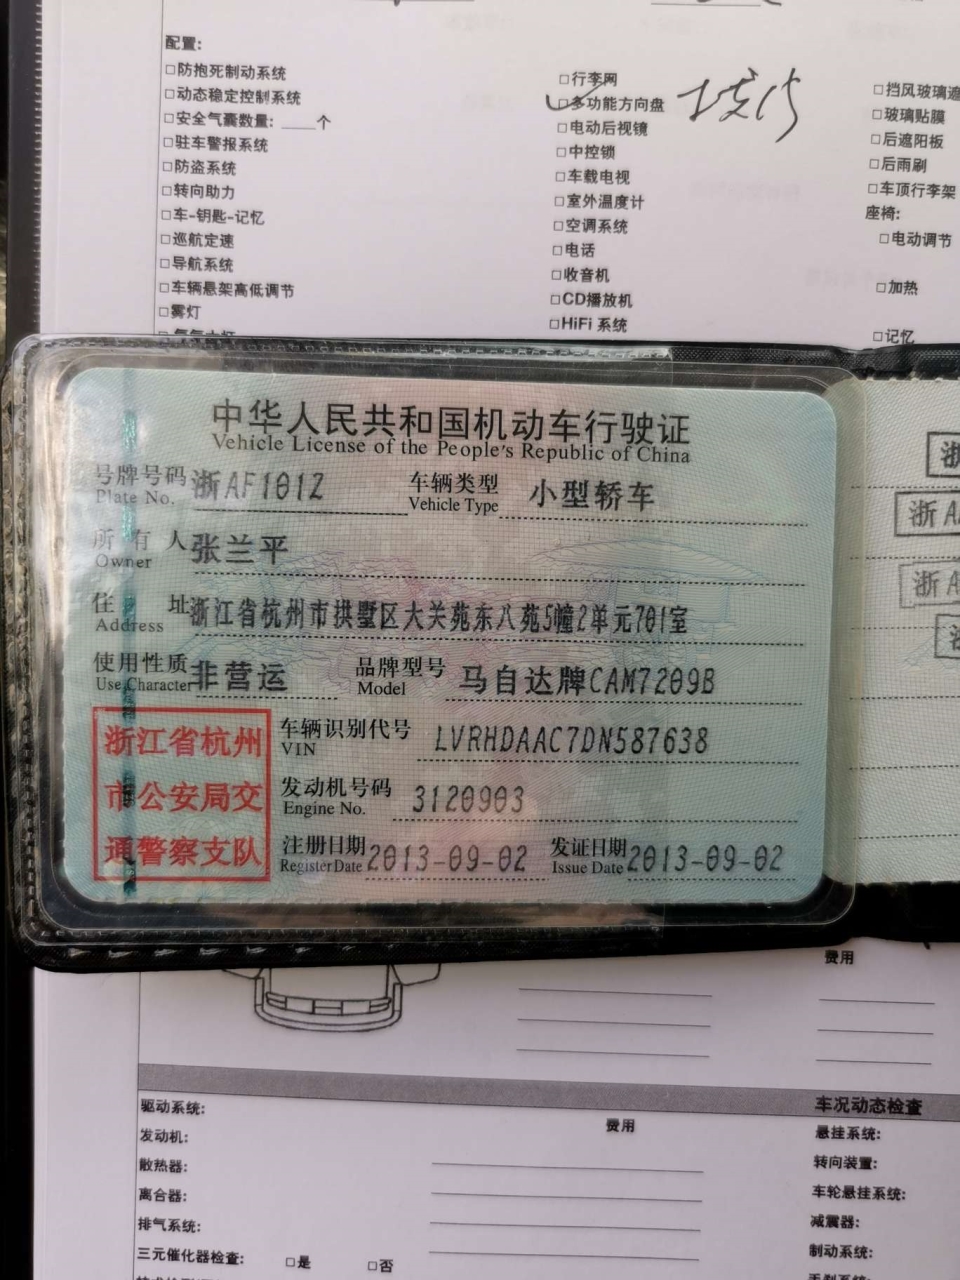 配置:
□防抱死制动系统
□动态稳定控制系统
□安全气囊数量: ____个
□驻车警报系统
□防盗系统
□转向助力
□车-钥匙-记忆
□巡航定速
□导航系统
□车辆悬架高低调节
□雾灯
□行李网
□多功能方向盘
□电动后视镜
□中控锁
□车载电视
□室外温度计
□空调系统
□电话
□收音机
□CD播放机
□HiFi 系统
□挡风玻璃遮
□玻璃贴膜
□后遮阳板
□后雨刷
□车顶行李架
座椅:
□电动调节
□加热
□记忆
中华人民共和国机动车行驶证
Vehicle License of the People's Republic of China
号牌号码 浙AF101Z 车辆类型 小型轿车
Plate No. Vehicle Type
所有人 张兰平
Owner
住址 浙江省杭州市拱墅区大关苑东八苑5幢2单元701室
Address
使用性质 非营运 品牌型号 马自达牌CAM7209B
Use Character Model
车辆识别代号 LVRHDAAC7DN587638
VIN
发动机号码 3120903
Engine No.
注册日期 2013-09-02 发证日期 2013-09-02
Register Date Issue Date
浙江省杭州
市公安局交
通警察支队
浙
浙A
浙A
费用
车况动态检查
驱动系统:
费用
发动机:
散热器:
离合器:
排气系统:
三元催化器检查: □是 □否
悬挂系统:
转向装置:
车轮悬挂系统:
减震器:
制动系统: